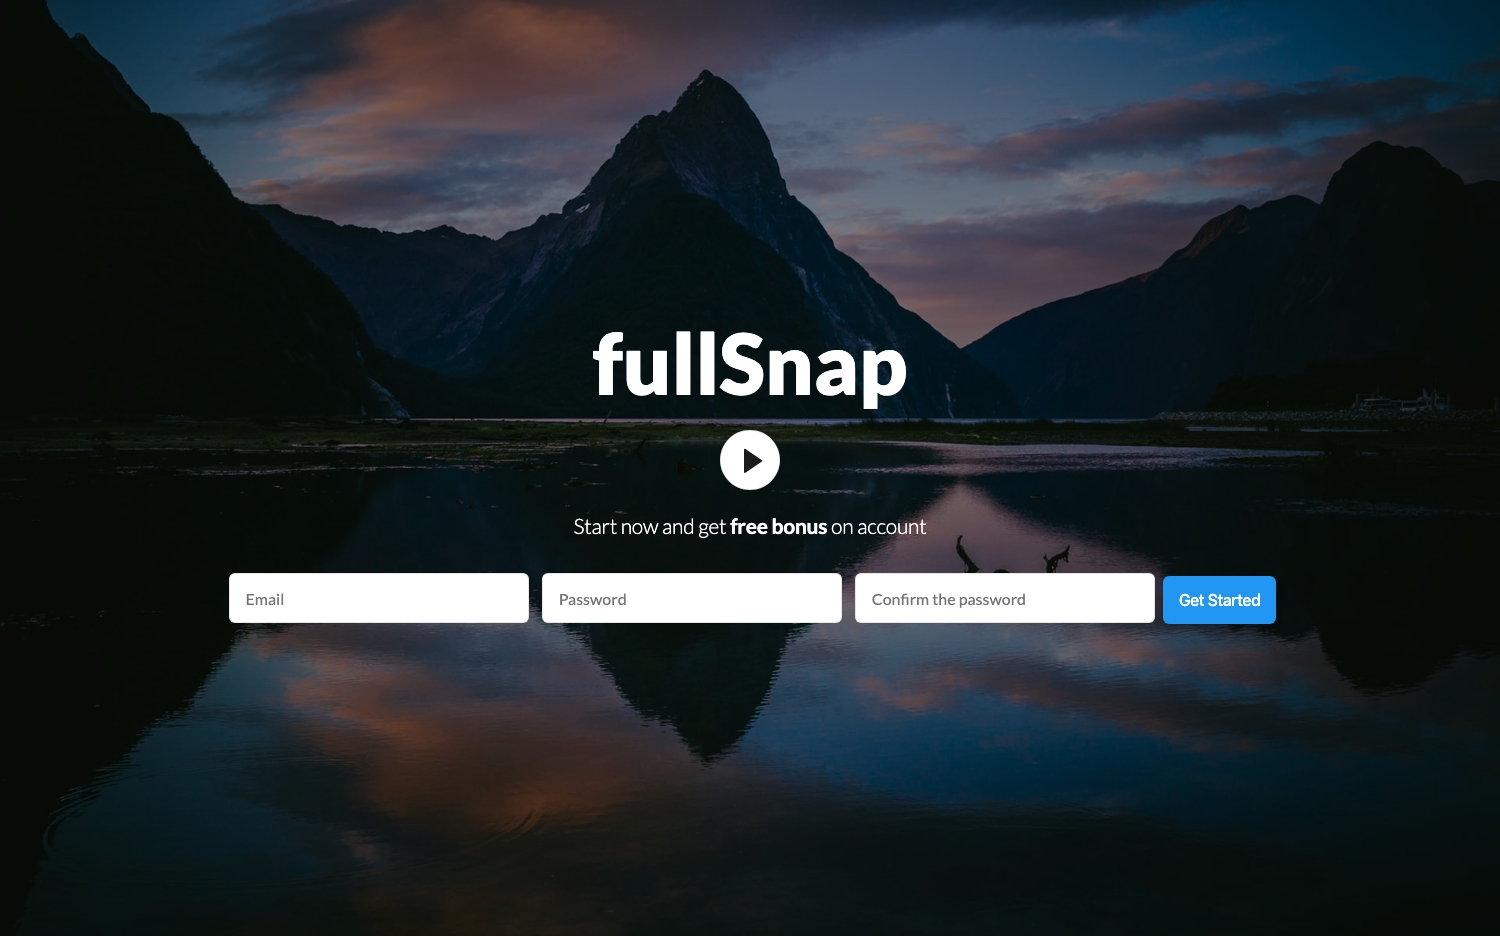 fullSnap
Start now and get free bonus on account
Email
Password
Confirm the password
Get Started